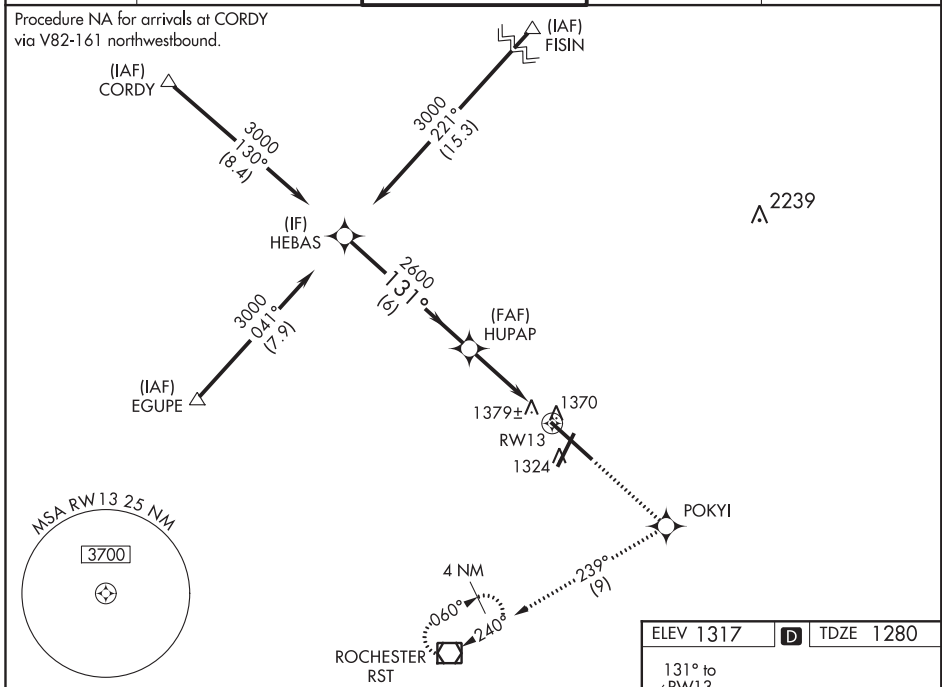 Procedure NA for arrivals at CORDY
via V82-161 northwestbound.
(IAF)
FISIN
(IAF)
CORDY
3000
130°
(8.4)
3000
221°
(15.3)
2239
(IF)
HEBAS
2600
131°
(6)
(FAF)
HUPAP
3000
041°
(7.9)
(IAF)
EGUPE
1379±
1370
RW13
1324
MSA RW13 25 NM
3700
POKYI
4 NM
239°
(9)
060°
240°
ROCHESTER
RST
ELEV 1317 D TDZE 1280
131° to
RW13